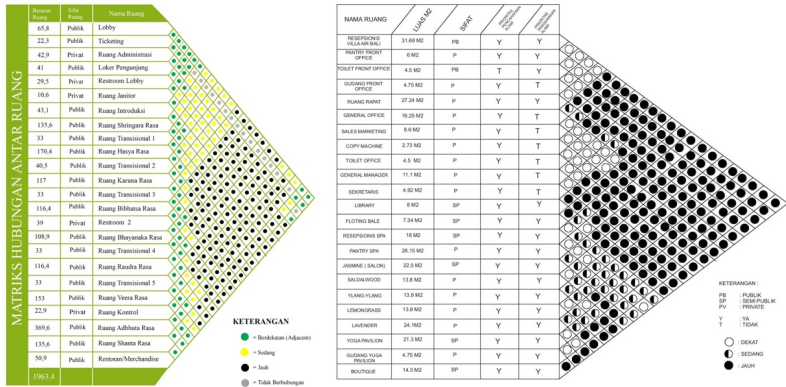 MATRIKS HUBUNGAN ANTAR RUANG
Besaran Ruang Sifat Ruang Nama Ruang
65,8 Publik Lobby
22,3 Publik Ticketing
42,9 Privat Ruang Administrasi
41 Publik Loker Pengunjung
29,5 Privat Restroom Lobby
10,6 Privat Ruang Janitor
43,1 Publik Ruang Introduksi
135,6 Publik Ruang Shringara Rasa
33 Publik Ruang Transisional 1
170,4 Publik Ruang Hasya Rasa
40,5 Publik Ruang Transisional 2
117 Publik Ruang Karuna Rasa
33 Publik Ruang Transisional 3
116,4 Publik Ruang Bibhatsa Rasa
39 Privat Restroom 2
108,9 Publik Ruang Bhayanaka Rasa
33 Publik Ruang Transisional 4
116,4 Publik Ruang Raudra Rasa
33 Publik Ruang Transisional 5
153 Publik Ruang Veera Rasa
22,9 Privat Ruang Kontrol
369,6 Publik Ruang Adbhuta Rasa
135,6 Publik Ruang Shanta Rasa
50,9 Publik Restoran/Merchandise
1963,4
KETERANGAN
= Berdekatan (Adjacent)
= Sedang
= Jauh
= Tidak Berhubungan
NAMA RUANG LUAS M2 SIFAT
RESEPSIONIS VILLA AIR BALI 31.68 M2 PB Y Y
PANTRY FRONT OFFICE 6 M2 P Y Y
TOILET FRONT OFFICE 4.5 M2 PB T Y
GUDANG FRONT OFFICE 4.75 M2 P Y T
RUANG RAPAT 27.24 M2 P Y Y
GENERAL OFFICE 16.25 M2 P Y T
SALES MARKETING 8.6 M2 P Y T
COPY MACHINE 2.73 M2 P Y T
TOILET OFFICE 4.5 M2 P Y T
GENERAL MANAGER 11.1 M2 P Y T
SEKRETARIS 4.92 M2 P Y T
LIBRARY 8 M2 SP Y Y
FLOTING BALE 7.34 M2 SP Y Y
RESEPSIONIS SPA 18 M2 SP Y Y
PANTRY SPA 28.15 M2 P Y Y
JASMINE ( SALON) 22.5 M2 SP Y Y
SALDALWOOD 13.8 M2 P Y Y
YLANG-YLANG 13.8 M2 P Y Y
LEMONGRASS 13.8 M2 P Y Y
LAVENDER 24.1M2 P Y Y
YOGA PAVILION 21.3 M2 SP Y Y
GUDANG YUGA PAVILION 4.75 M2 P Y Y
BOUTIQUE 14.3 M2 SP Y Y
KETERANGAN :
PB : PUBLIK
SP : SEMI PUBLIK
PV : PRIVATE
Y : YA
T : TIDAK
: DEKAT
: SEDANG
: JAUH